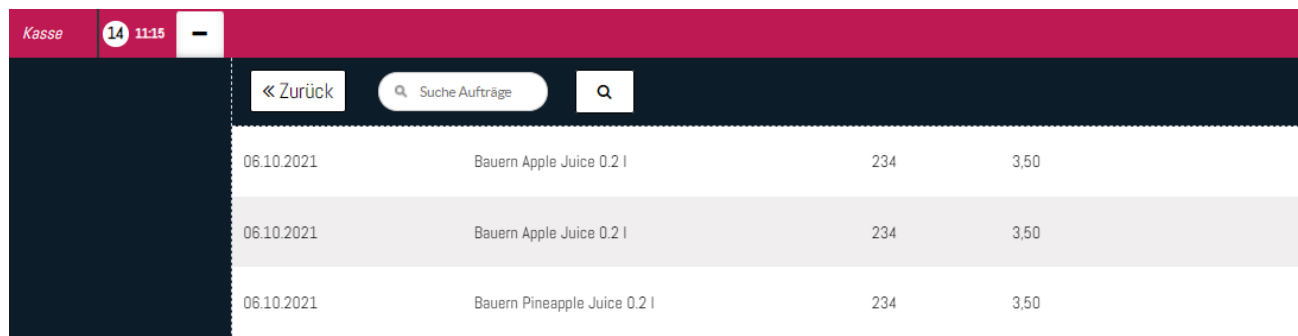 Kasse 14 11:15
« Zurück Suche Aufträge
06.10.2021 Bauern Apple Juice 0.2 l 234 3,50
06.10.2021 Bauern Apple Juice 0.2 l 234 3,50
06.10.2021 Bauern Pineapple Juice 0.2 l 234 3,50